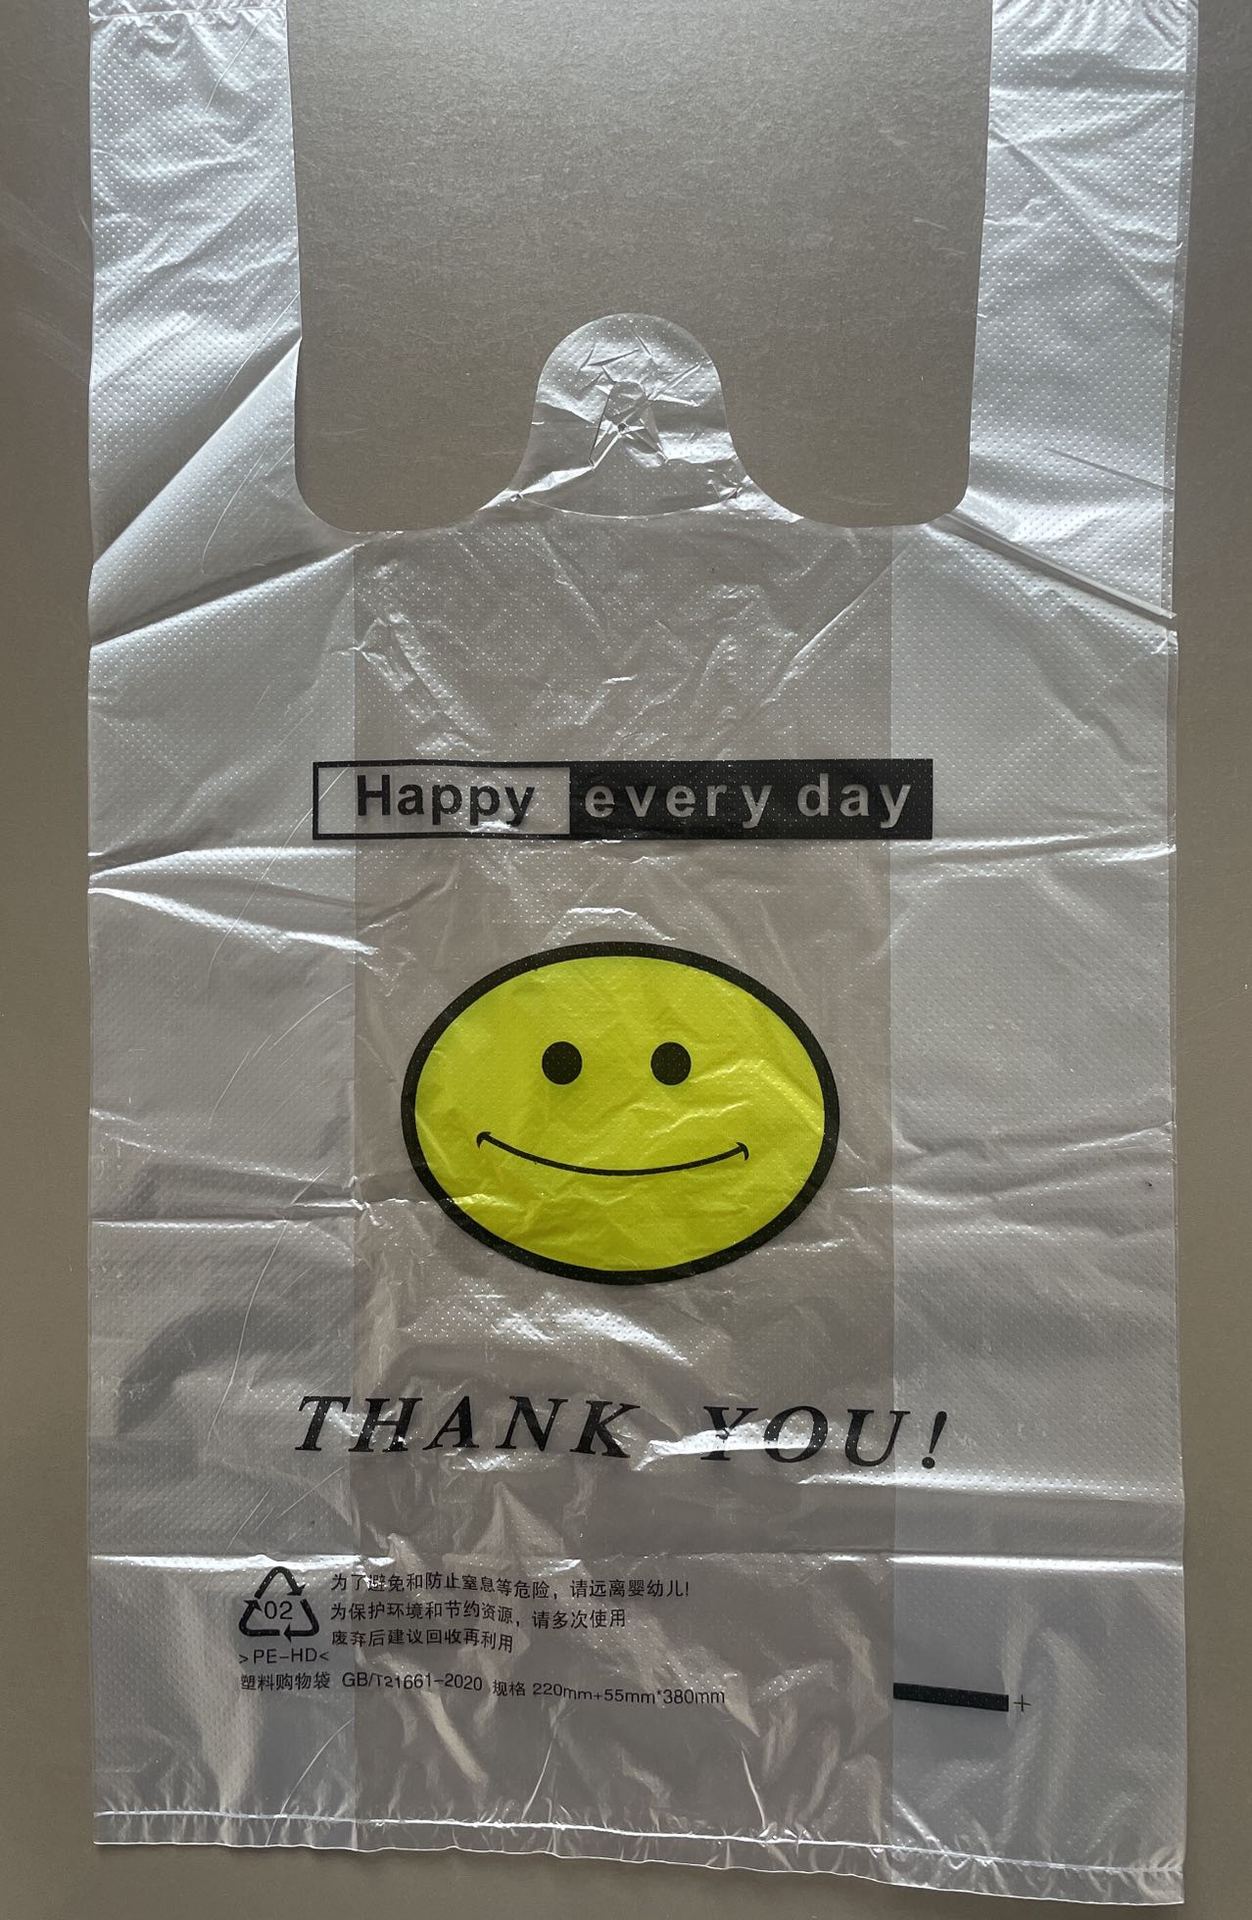 Happy every day
THANK YOU!
02
为了避免和防止窒息等危险，请远离婴幼儿!
为保护环境和节约资源，请多次使用
废弃后建议回收再利用
>PE-HD<
塑料购物袋 GB/T21661-2020 规格 220mm+55mm*380mm